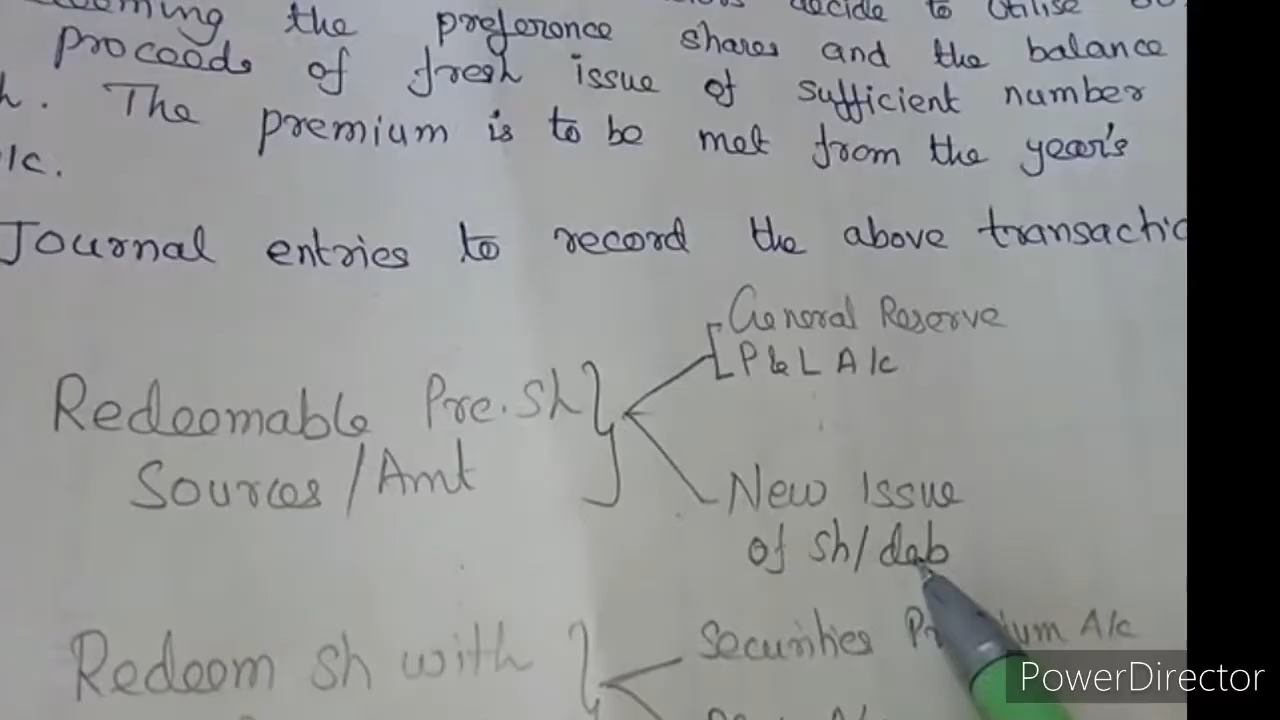 the preference shares and the balance
proceeds of fresh issue of sufficient number
h. The premium is to be met from the year's
lc.
Journal entries to record the above transactio
General Reserve
P & L A/c
Redeemable Pre.Sh
Sources/Amt
New Issue
of Sh/deb
Redeem Sh with
Securities Premium A/c
PowerDirector